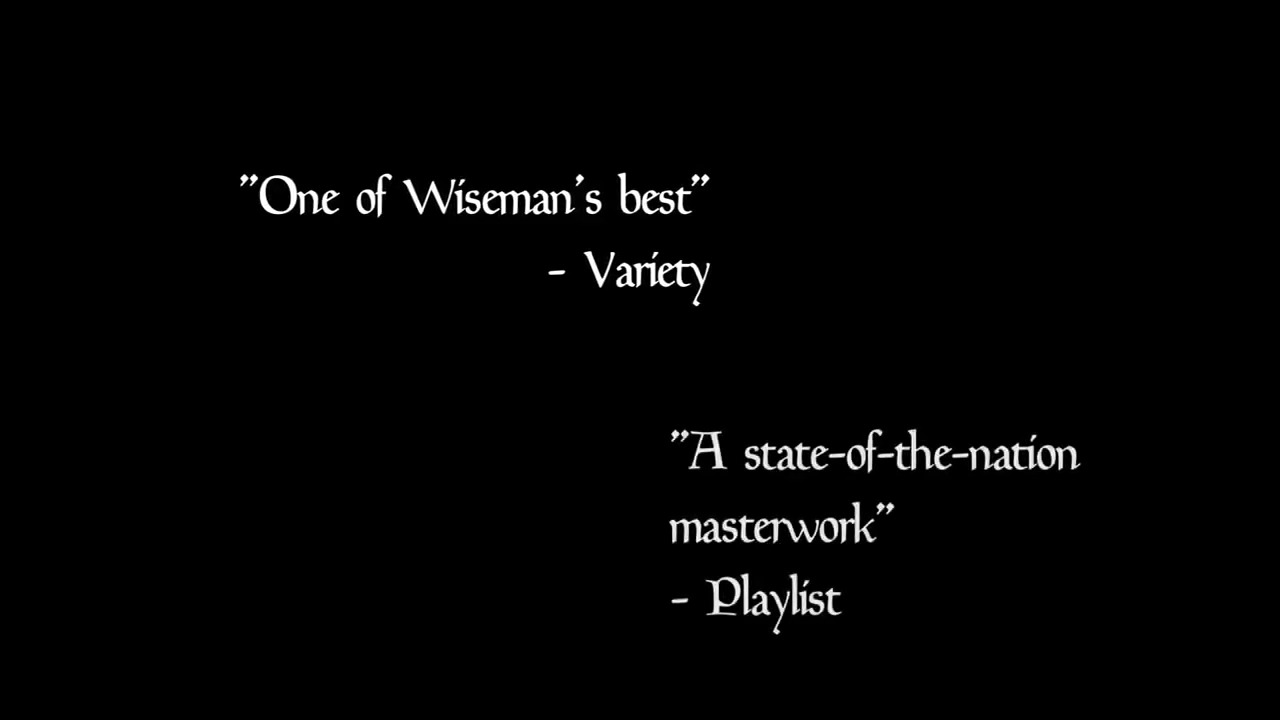 "One of Wiseman's best"
- Variety
"A state-of-the-nation
masterwork"
- Playlist